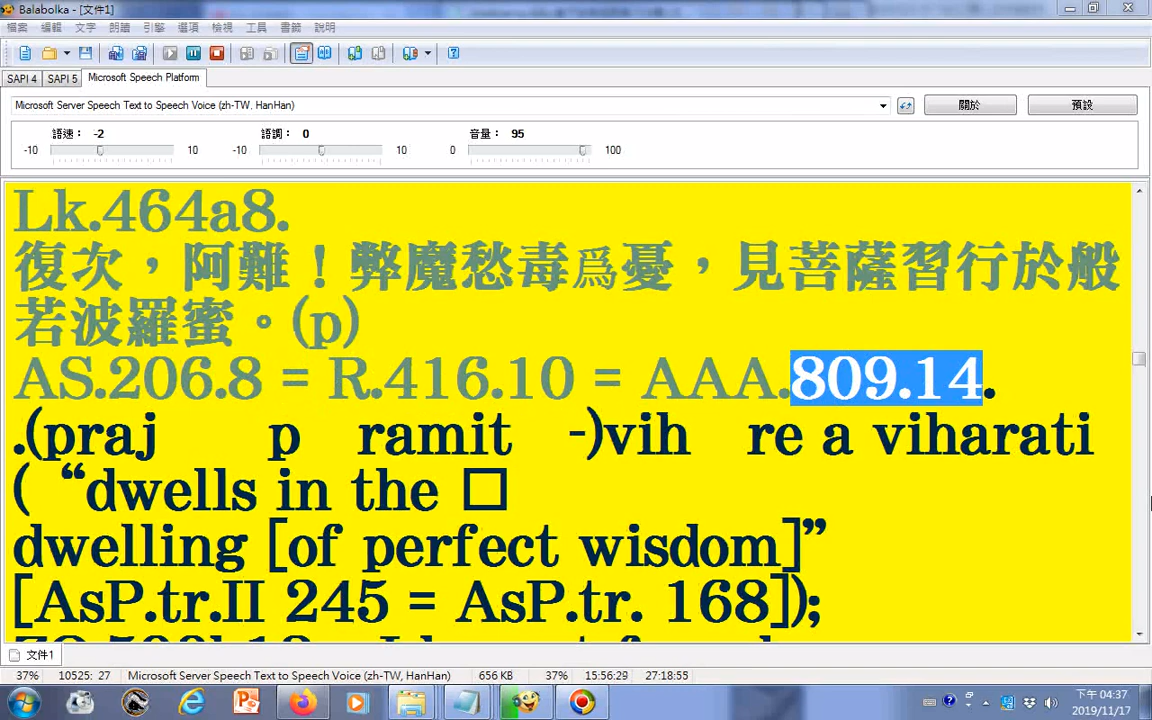 Balabolka - [文件1]
檔案 編輯 文字 朗讀 引擎 選項 檢視 工具 書籤 說明
SAPI 4 SAPI 5 Microsoft Speech Platform
Microsoft Server Speech Text to Speech Voice (zh-TW, HanHan) 關於 預設
語速： -2 語調： 0 音量： 95
-10 10 -10 10 0 100
Lk.464a8.
復次，阿難！弊魔愁毒爲憂，見菩薩習行於般
若波羅蜜。(p)
AS.206.8 = R.416.10 = AAA.809.14.
.(praj p ramit -)vih re a viharati
(“dwells in the □
dwelling [of perfect wisdom]”
[AsP.tr.II 245 = AsP.tr. 168]);
文件1
37% 10525: 27 Microsoft Server Speech Text to Speech Voice (zh-TW, HanHan) 656 KB 37% 15:56:29 27:18:55
下午 04:37
2019/11/17